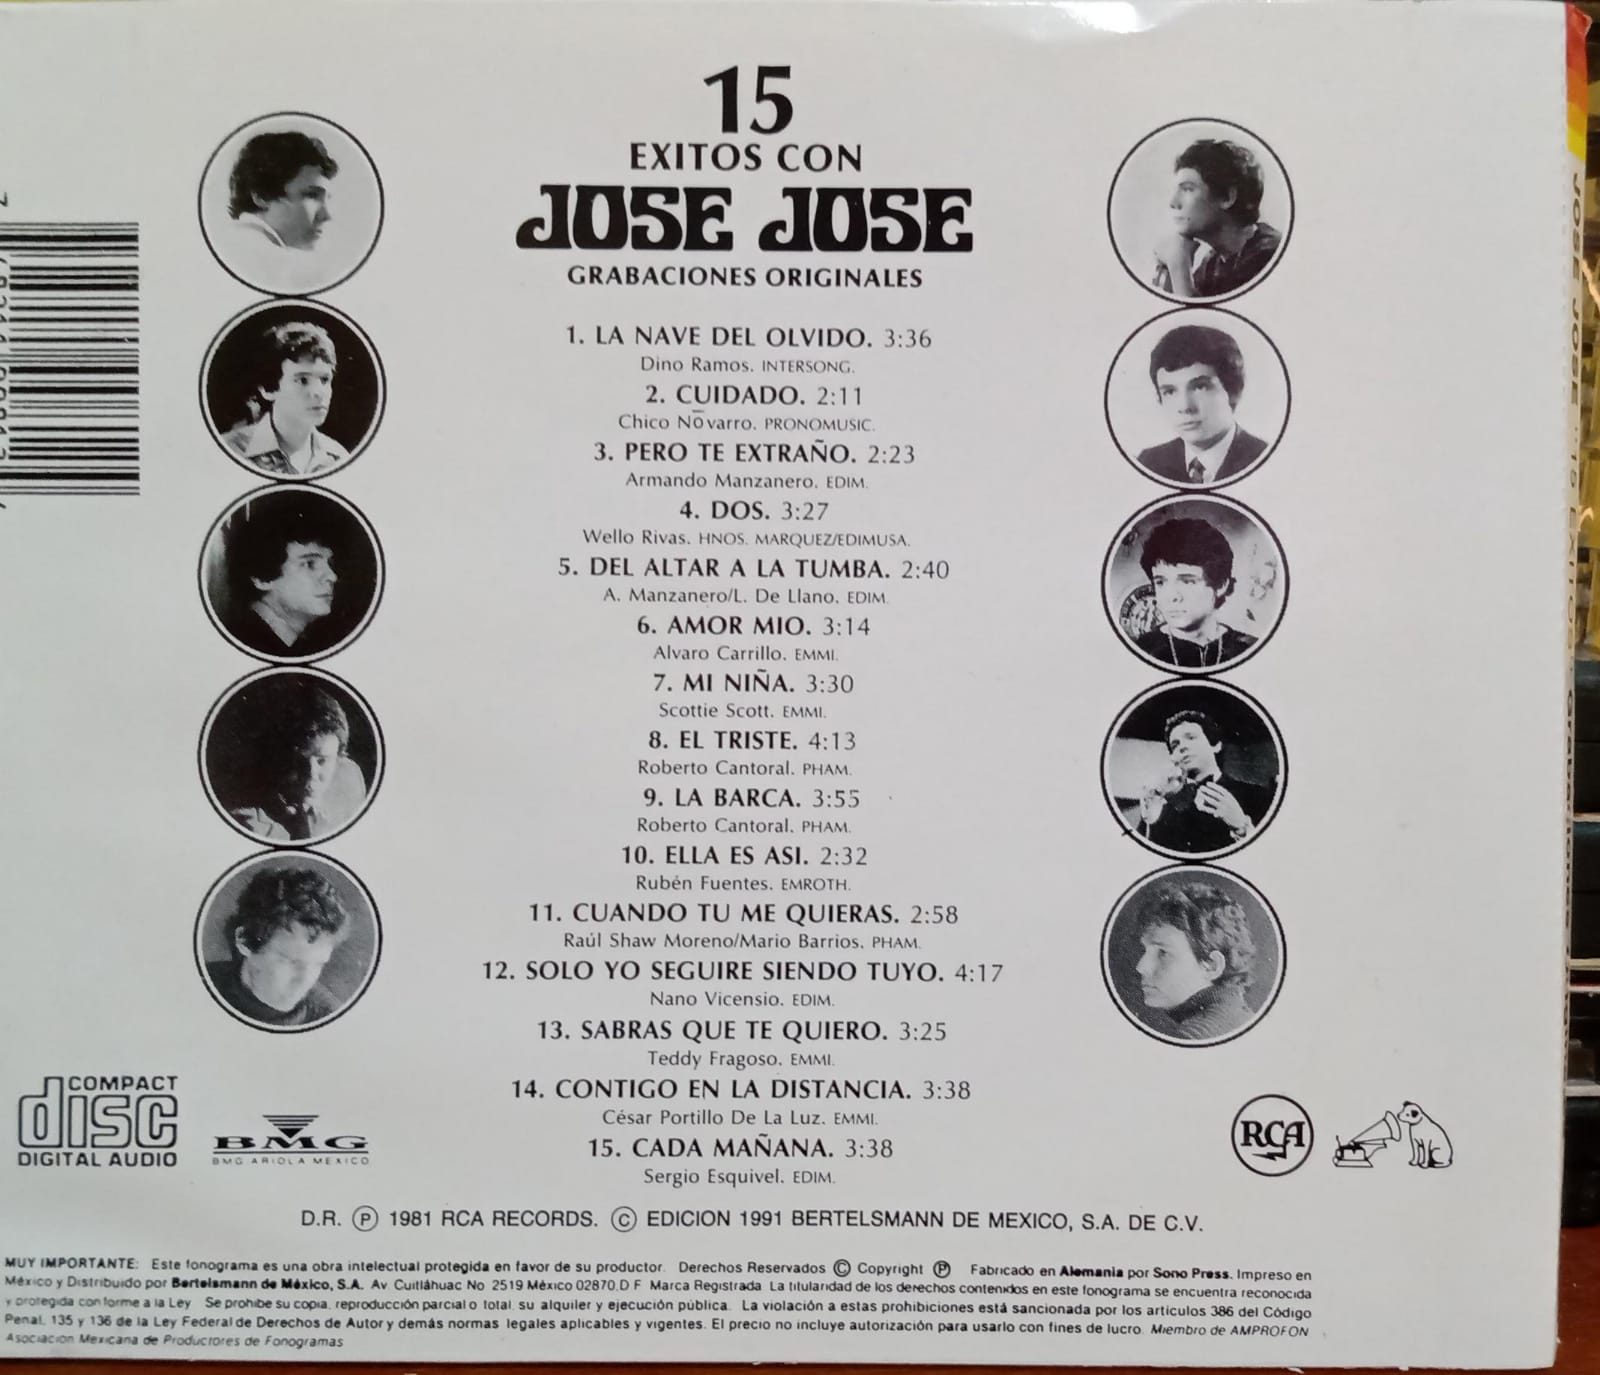 15
EXITOS CON
JOSE JOSE
GRABACIONES ORIGINALES
1. LA NAVE DEL OLVIDO. 3:36
Dino Ramos. INTERSONG.
2. CUIDADO. 2:11
Chico Nōvarro. PRONOMUSIC.
3. PERO TE EXTRAÑO. 2:23
Armando Manzanero. EDIM.
4. DOS. 3:27
Wello Rivas. HNOS. MARQUEZ/EDIMUSA.
5. DEL ALTAR A LA TUMBA. 2:40
A. Manzanero/L. De Llano. EDIM.
6. AMOR MIO. 3:14
Alvaro Carrillo. EMMI.
7. MI NIÑA. 3:30
Scottie Scott. EMMI.
8. EL TRISTE. 4:13
Roberto Cantoral. PHAM.
9. LA BARCA. 3:55
Roberto Cantoral. PHAM.
10. ELLA ES ASI. 2:32
Rubén Fuentes. EMROTH.
11. CUANDO TU ME QUIERAS. 2:58
Raúl Shaw Moreno/Mario Barrios. PHAM.
12. SOLO YO SEGUIRE SIENDO TUYO. 4:17
Nano Vicensio. EDIM.
13. SABRAS QUE TE QUIERO. 3:25
Teddy Fragoso. EMMI.
14. CONTIGO EN LA DISTANCIA. 3:38
César Portillo De La Luz. EMMI.
15. CADA MAÑANA. 3:38
Sergio Esquivel. EDIM.
COMPACT
disc
DIGITAL AUDIO
BMG
BMG ARIOLA MEXICO
RCA
D.R. Ⓟ 1981 RCA RECORDS. © EDICION 1991 BERTELSMANN DE MEXICO, S.A. DE C.V.
MUY IMPORTANTE: Este fonograma es una obra intelectual protegida en favor de su productor. Derechos Reservados © Copyright Ⓟ Fabricado en Alemania por Sono Press. Impreso en
México y Distribuido por Bertelsmann de México, S.A. Av Cuitláhuac No 2519 México 02870.D F Marca Registrada La titularidad de los derechos contenidos en este fonograma se encuentra reconocida
y protegida conforme a la Ley Se prohibe su copia, reproducción parcial o total, su alquiler y ejecución pública. La violación a estas prohibiciones está sancionada por los artículos 386 del Código
Penal, 135 y 136 de la Ley Federal de Derechos de Autor y demás normas legales aplicables y vigentes. El precio no incluye autorización para usarlo con fines de lucro. Miembro de AMPROFON
Asociación Mexicana de Productores de Fonogramas
JOSE JOSE